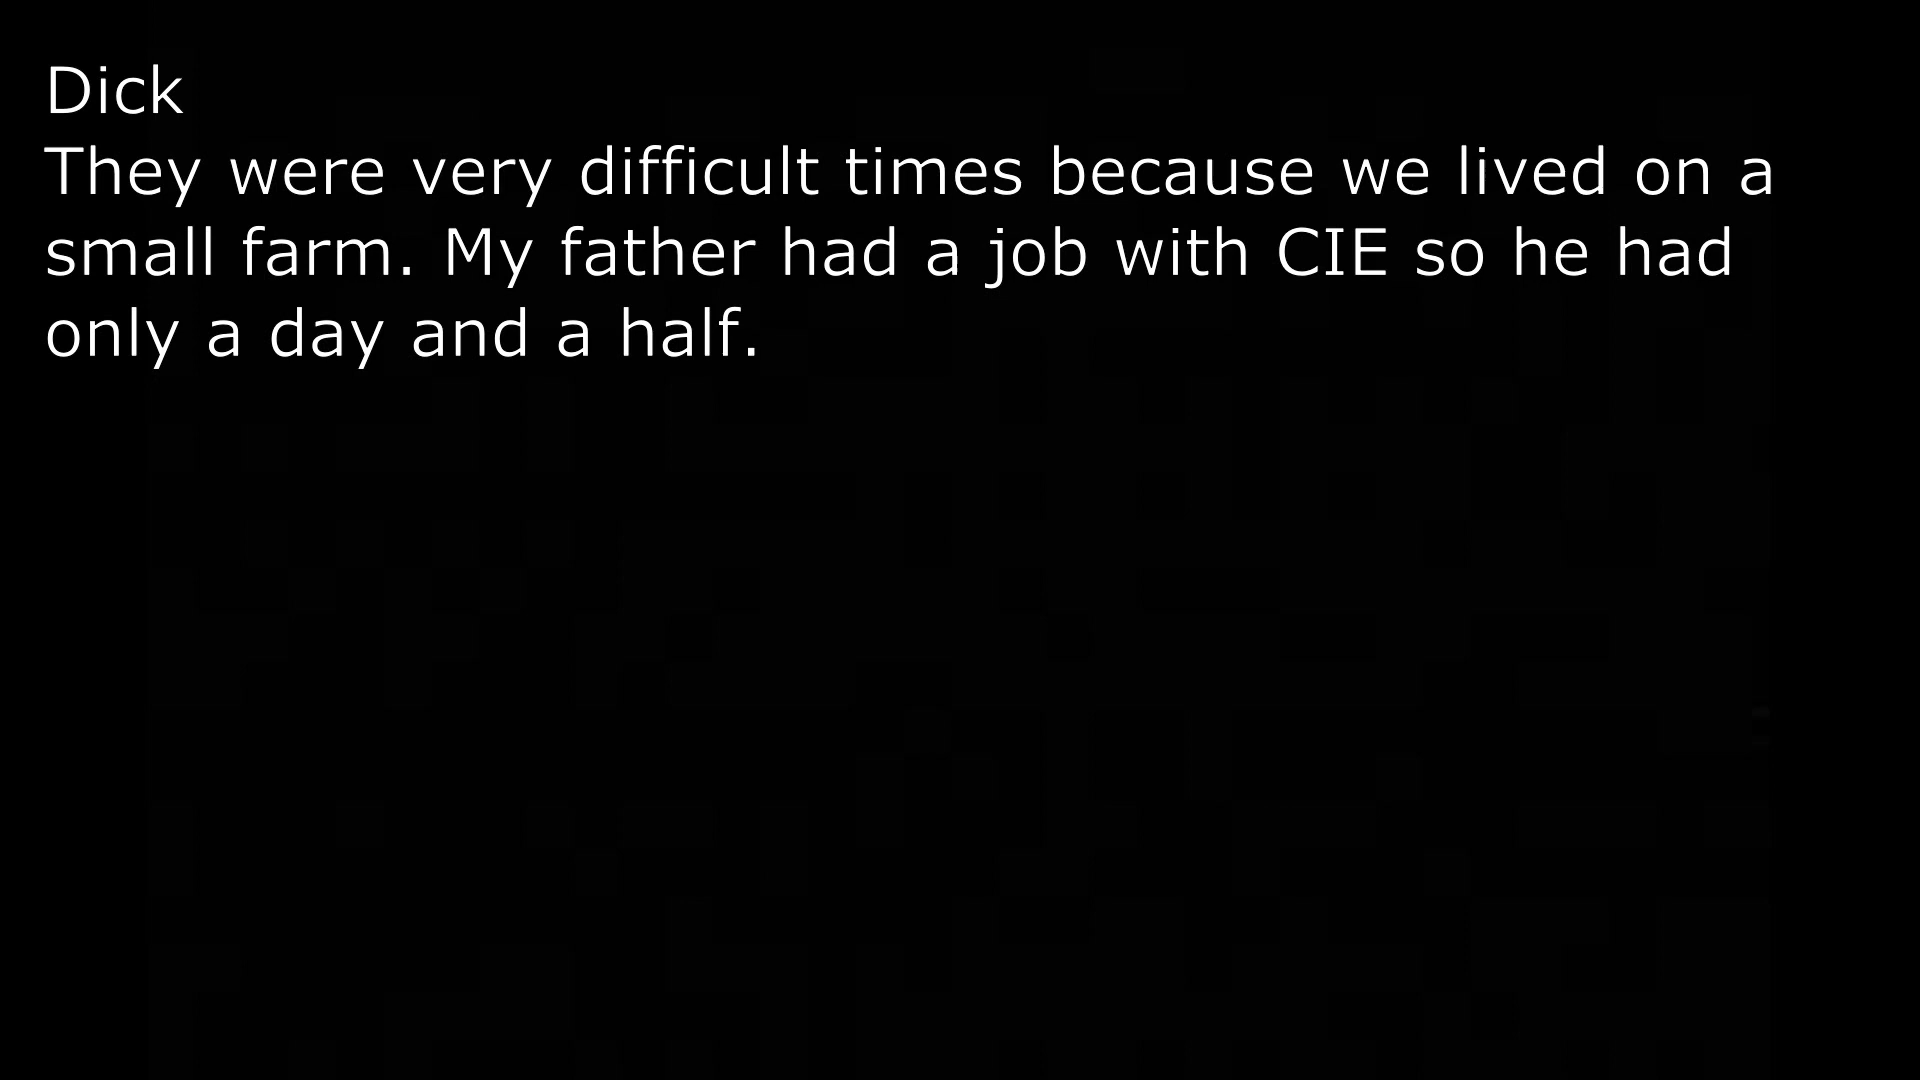 Dick
They were very difficult times because we lived on a
small farm. My father had a job with CIE so he had
only a day and a half.